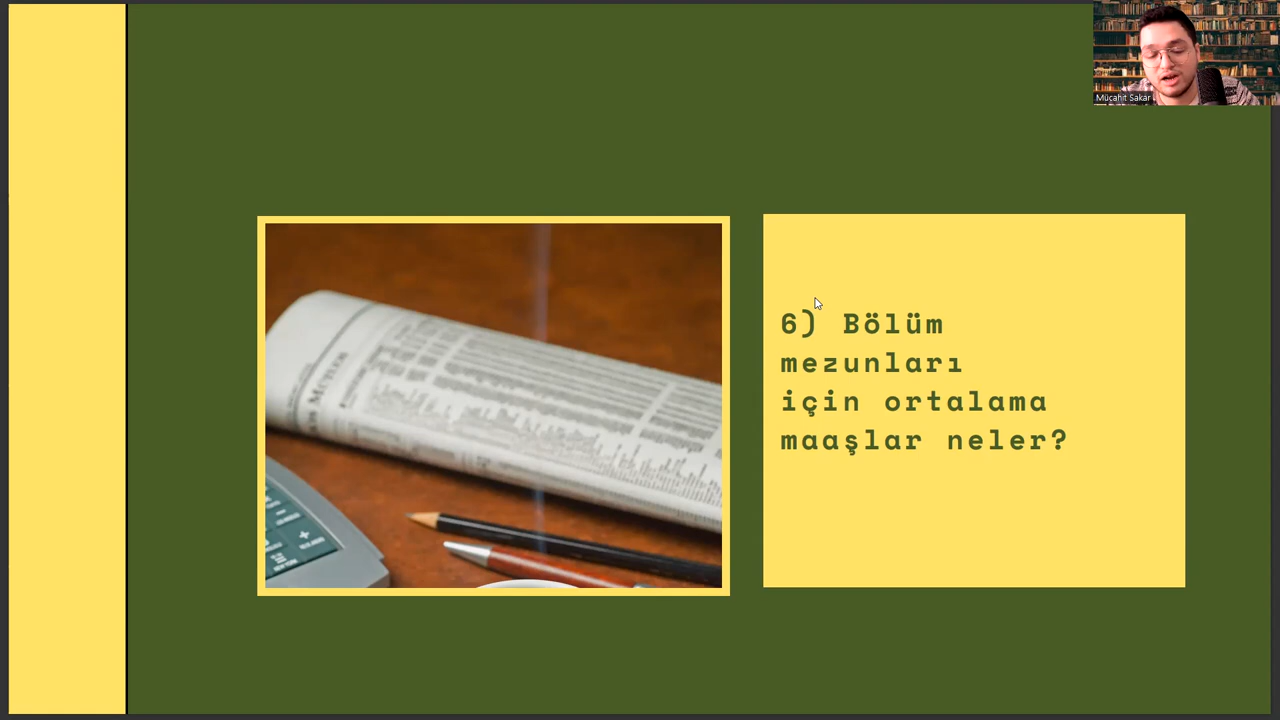 Mücahit Sakar
6) Bölüm
mezunları
için ortalama
maaşlar neler?